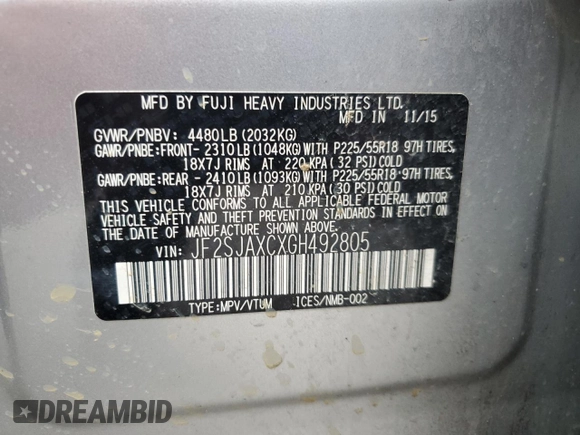 MFD BY FUJI HEAVY INDUSTRIES LTD.
MFD IN 11/15
GVWR/PNBV: 4480LB (2032KG)
GAWR/PNBE:FRONT- 2310LB (1048KG) WITH P225/55R18 97H TIRES,
18X7J RIMS AT 220 KPA ( 32 PSI) COLD
GAWR/PNBE:REAR - 2410LB (1093KG) WITH P225/55R18 97H TIRES,
18X7J RIMS AT 210 KPA ( 30 PSI) COLD
THIS VEHICLE CONFORMS TO ALL APPLICABLE FEDERAL MOTOR
VEHICLE SAFETY AND THEFT PREVENTION STANDARDS IN EFFECT ON
THE DATE OF MANUFACTURE SHOWN ABOVE.
VIN: JF2SJAXCXGH492805
TYPE:MPV/VTUM ICES/NMB-002
DREAMBID